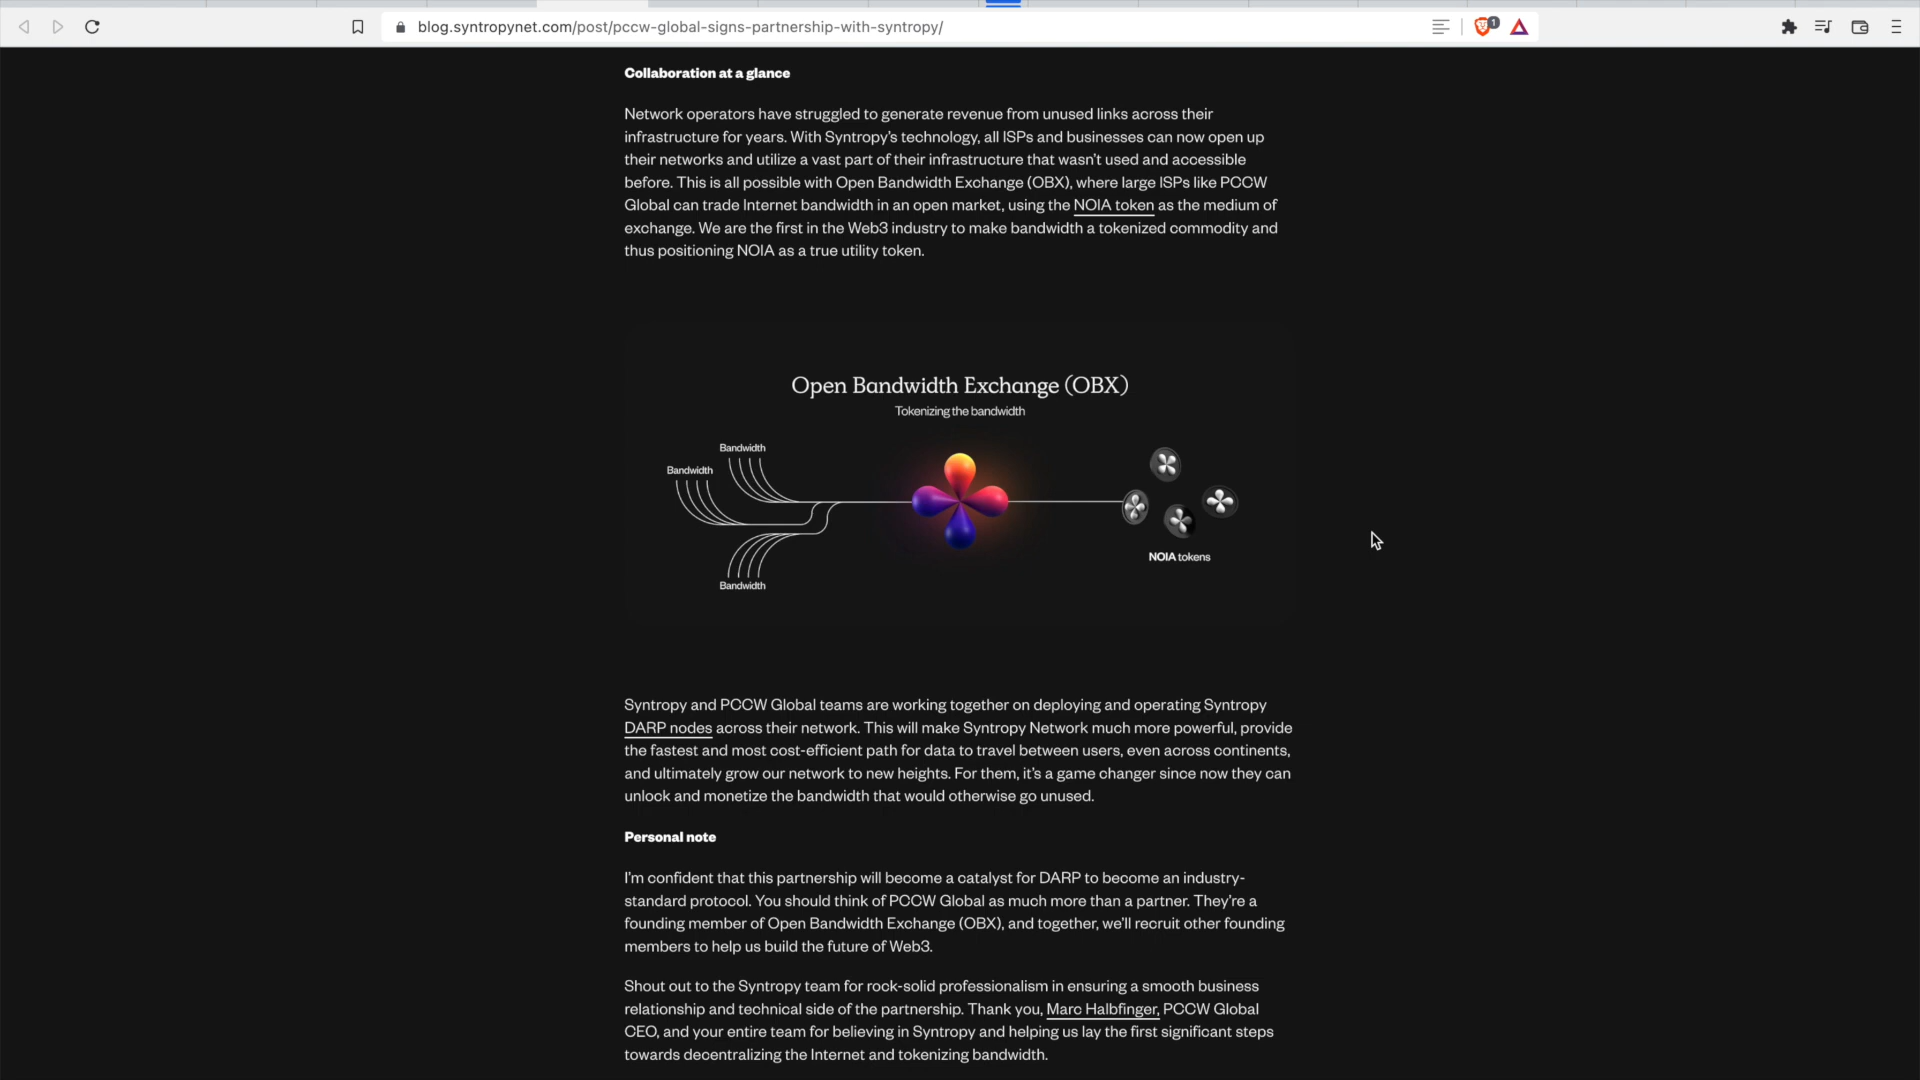 blog.syntropynet.com/post/pccw-global-signs-partnership-with-syntropy/
1
Collaboration at a glance
Network operators have struggled to generate revenue from unused links across their
infrastructure for years. With Syntropy's technology, all ISPs and businesses can now open up
their networks and utilize a vast part of their infrastructure that wasn't used and accessible
before. This is all possible with Open Bandwidth Exchange (OBX), where large ISPs like PCCW
Global can trade Internet bandwidth in an open market, using the NOIA token as the medium of
exchange. We are the first in the Web3 industry to make bandwidth a tokenized commodity and
thus positioning NOIA as a true utility token.
Open Bandwidth Exchange (OBX)
Tokenizing the bandwidth
Bandwidth
Bandwidth
NOIA tokens
Bandwidth
Syntropy and PCCW Global teams are working together on deploying and operating Syntropy
DARP nodes across their network. This will make Syntropy Network much more powerful, provide
the fastest and most cost-efficient path for data to travel between users, even across continents,
and ultimately grow our network to new heights. For them, it's a game changer since now they can
unlock and monetize the bandwidth that would otherwise go unused.
Personal note
I'm confident that this partnership will become a catalyst for DARP to become an industry-
standard protocol. You should think of PCCW Global as much more than a partner. They're a
founding member of Open Bandwidth Exchange (OBX), and together, we'll recruit other founding
members to help us build the future of Web3.
Shout out to the Syntropy team for rock-solid professionalism in ensuring a smooth business
relationship and technical side of the partnership. Thank you, Marc Halbfinger, PCCW Global
CEO, and your entire team for believing in Syntropy and helping us lay the first significant steps
towards decentralizing the Internet and tokenizing bandwidth.